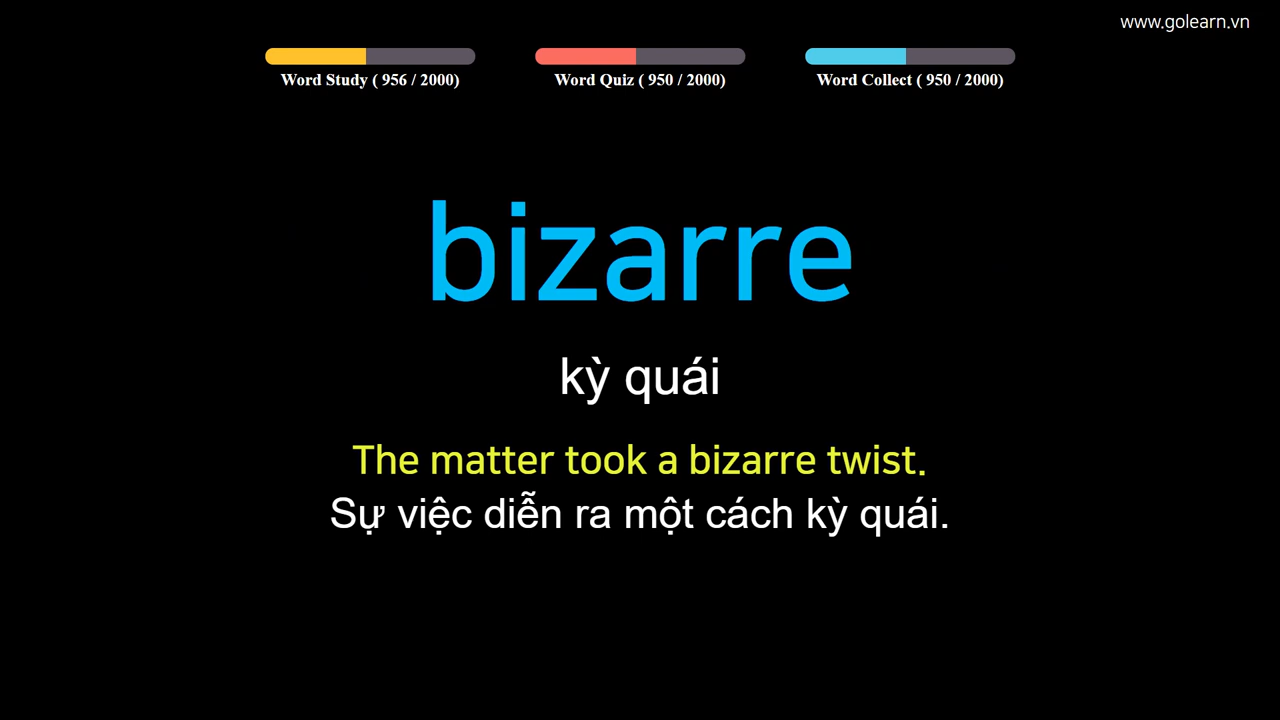 www.golearn.vn
Word Study ( 956 / 2000) Word Quiz ( 950 / 2000) Word Collect ( 950 / 2000)
bizarre
kỳ quái
The matter took a bizarre twist.
Sự việc diễn ra một cách kỳ quái.